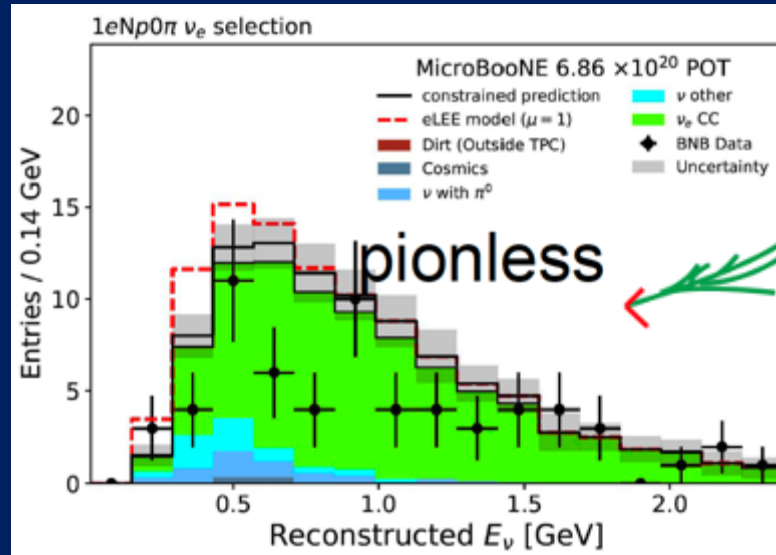 1eNp0π νₑ selection
MicroBooNE 6.86 ×10²⁰ POT
constrained prediction
eLEE model (μ = 1)
Dirt (Outside TPC)
Cosmics
ν with π⁰
ν other
νₑ CC
BNB Data
Uncertainty
pionless
Entries / 0.14 GeV
20
15
10
5
0
0.5 1.0 1.5 2.0
Reconstructed Eᵥ [GeV]